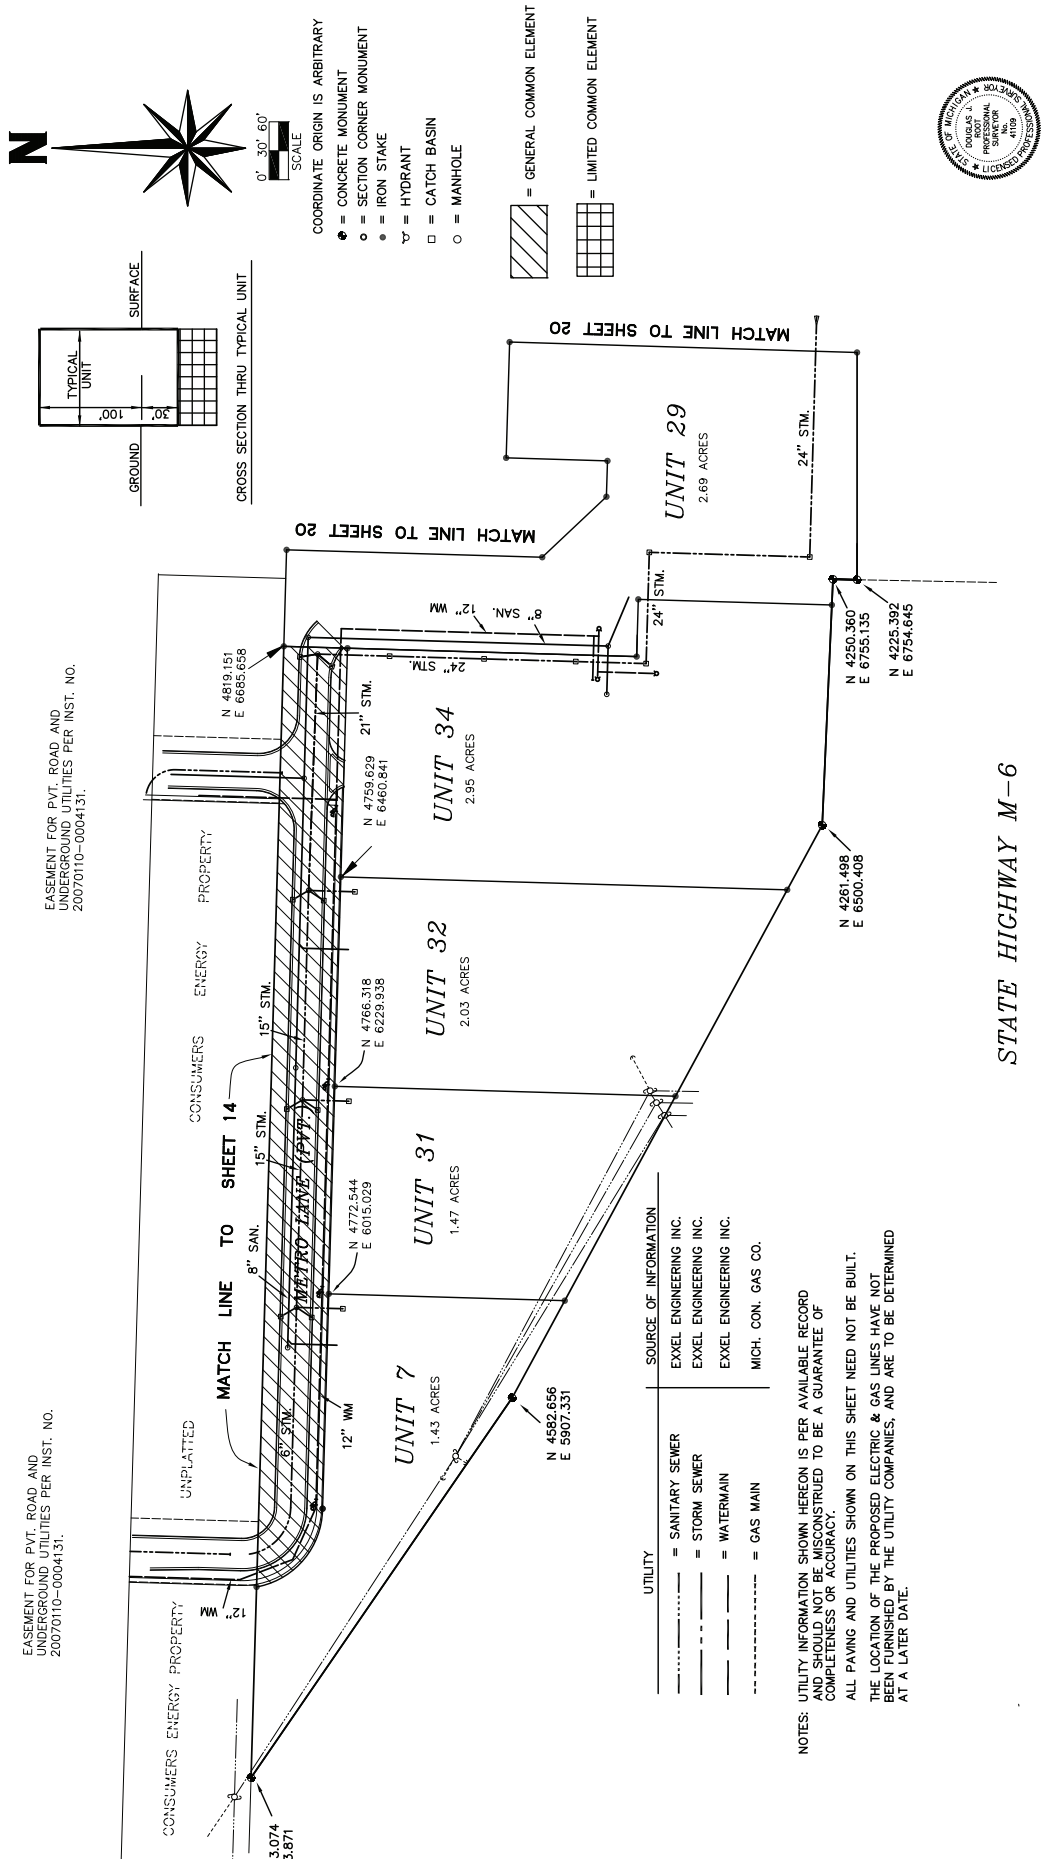 N
0' 30' 60'
SCALE
COORDINATE ORIGIN IS ARBITRARY
= CONCRETE MONUMENT
= SECTION CORNER MONUMENT
= IRON STAKE
= HYDRANT
= CATCH BASIN
= MANHOLE
= GENERAL COMMON ELEMENT
= LIMITED COMMON ELEMENT
STATE OF MICHIGAN
LICENSED PROFESSIONAL SURVEYOR
DOUGLAS J.
ROOT
PROFESSIONAL
SURVEYOR
No.
41109
GROUND
SURFACE
TYPICAL
UNIT
100'
30'
CROSS SECTION THRU TYPICAL UNIT
EASEMENT FOR PVT. ROAD AND
UNDERGROUND UTILITIES PER INST. NO.
20070110-0004131.
EASEMENT FOR PVT. ROAD AND
UNDERGROUND UTILITIES PER INST. NO.
20070110-0004131.
CONSUMERS ENERGY PROPERTY
UNPLATTED
CONSUMERS ENERGY PROPERTY
MATCH LINE TO SHEET 14
MATCH LINE TO SHEET 20
MATCH LINE TO SHEET 20
12" WM
6" STM.
8" SAN.
15" STM.
15" STM.
METRO LANE (PVT.)
12" WM
21" STM.
24" STM.
12" WM
8" SAN.
24" STM.
24" STM.
3.074
3.871
N 4582.656
E 5907.331
N 4772.544
E 6015.029
N 4766.318
E 6229.938
N 4759.629
E 6460.841
N 4819.151
E 6685.658
N 4261.498
E 6500.408
N 4250.360
E 6755.135
N 4225.392
E 6754.645
UNIT 7
1.43 ACRES
UNIT 31
1.47 ACRES
UNIT 32
2.03 ACRES
UNIT 34
2.95 ACRES
UNIT 29
2.69 ACRES
STATE HIGHWAY M-6
UTILITY
SOURCE OF INFORMATION
= SANITARY SEWER
EXXEL ENGINEERING INC.
= STORM SEWER
EXXEL ENGINEERING INC.
= WATERMAIN
EXXEL ENGINEERING INC.
= GAS MAIN
MICH. CON. GAS CO.
NOTES: UTILITY INFORMATION SHOWN HEREON IS PER AVAILABLE RECORD
AND SHOULD NOT BE MISCONSTRUED TO BE A GUARANTEE OF
COMPLETENESS OR ACCURACY.
ALL PAVING AND UTILITIES SHOWN ON THIS SHEET NEED NOT BE BUILT.
THE LOCATION OF THE PROPOSED ELECTRIC & GAS LINES HAVE NOT
BEEN FURNISHED BY THE UTILITY COMPANIES, AND ARE TO BE DETERMINED
AT A LATER DATE.